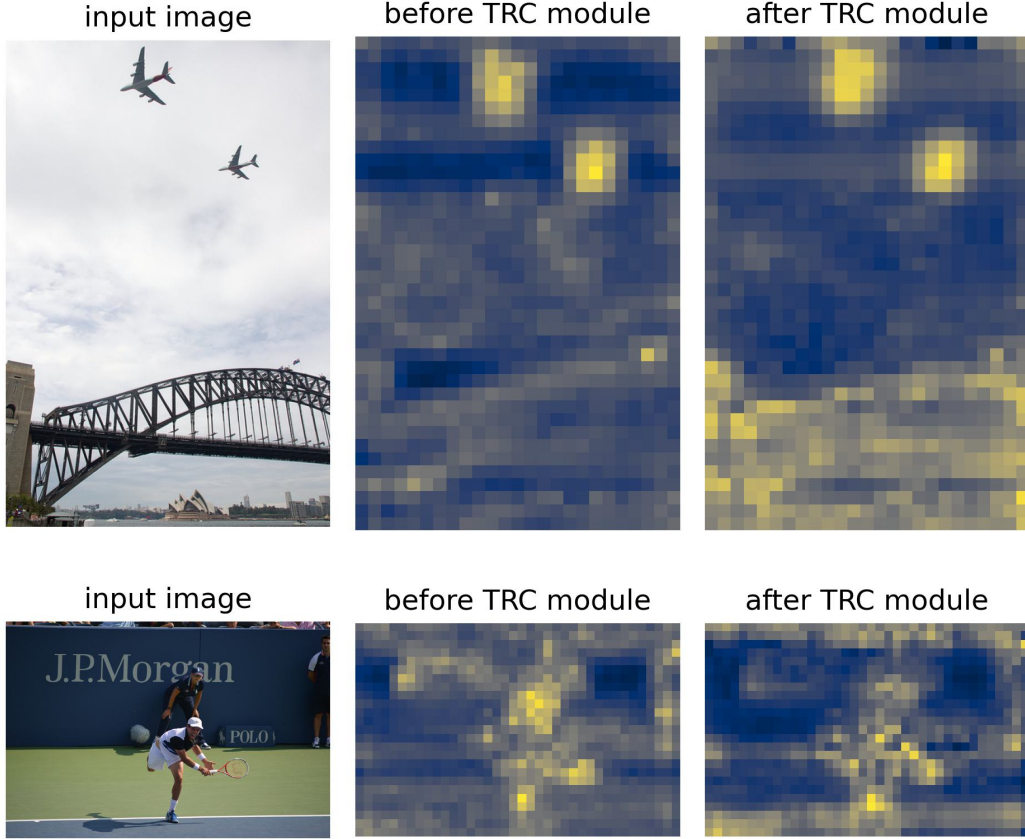 input image
before TRC module
after TRC module
input image
before TRC module
after TRC module
J.P.Morgan
POLO